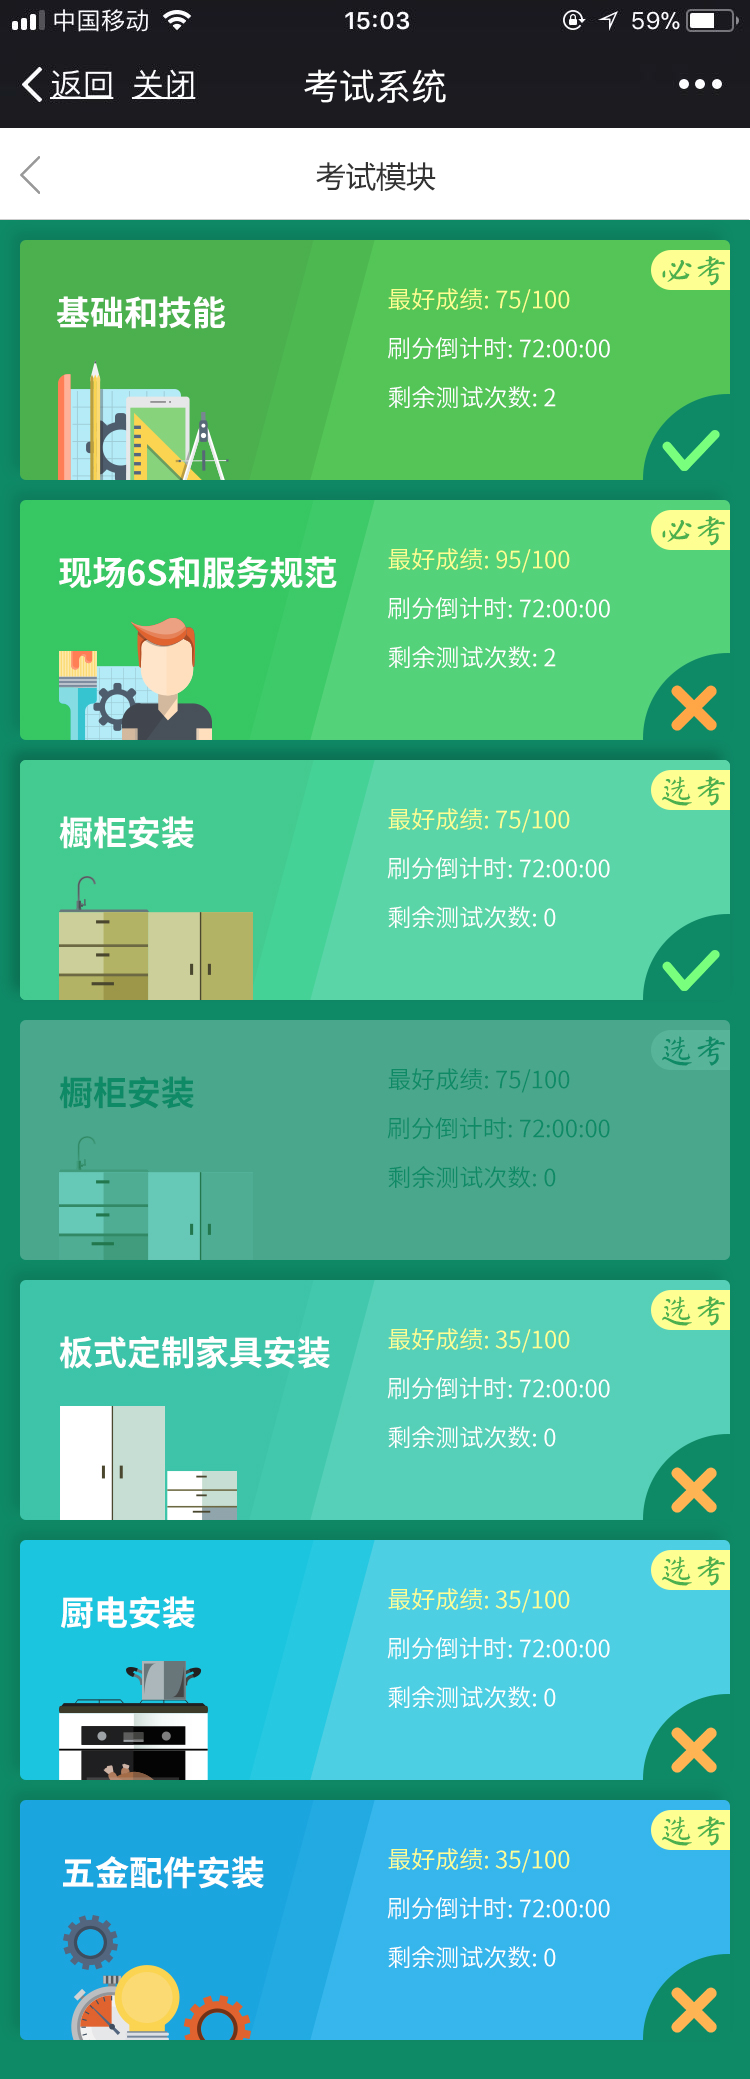 中国移动
15:03
59%
返回 关闭
考试系统
考试模块
必考
基础和技能
最好成绩: 75/100
刷分倒计时: 72:00:00
剩余测试次数: 2
必考
现场6S和服务规范
最好成绩: 95/100
刷分倒计时: 72:00:00
剩余测试次数: 2
选考
橱柜安装
最好成绩: 75/100
刷分倒计时: 72:00:00
剩余测试次数: 0
选考
橱柜安装
最好成绩: 75/100
刷分倒计时: 72:00:00
剩余测试次数: 0
选考
板式定制家具安装
最好成绩: 35/100
刷分倒计时: 72:00:00
剩余测试次数: 0
选考
厨电安装
最好成绩: 35/100
刷分倒计时: 72:00:00
剩余测试次数: 0
选考
五金配件安装
最好成绩: 35/100
刷分倒计时: 72:00:00
剩余测试次数: 0